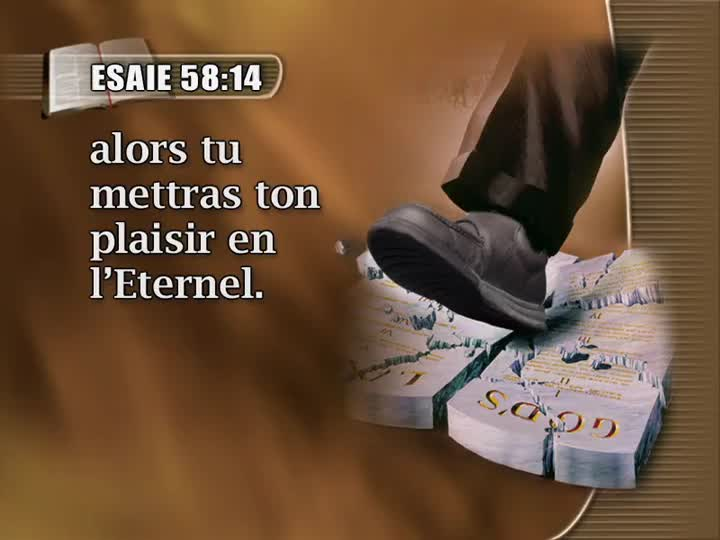 ESAIE 58:14
alors tu
mettras ton
plaisir en
l'Eternel.
GOD'S
L